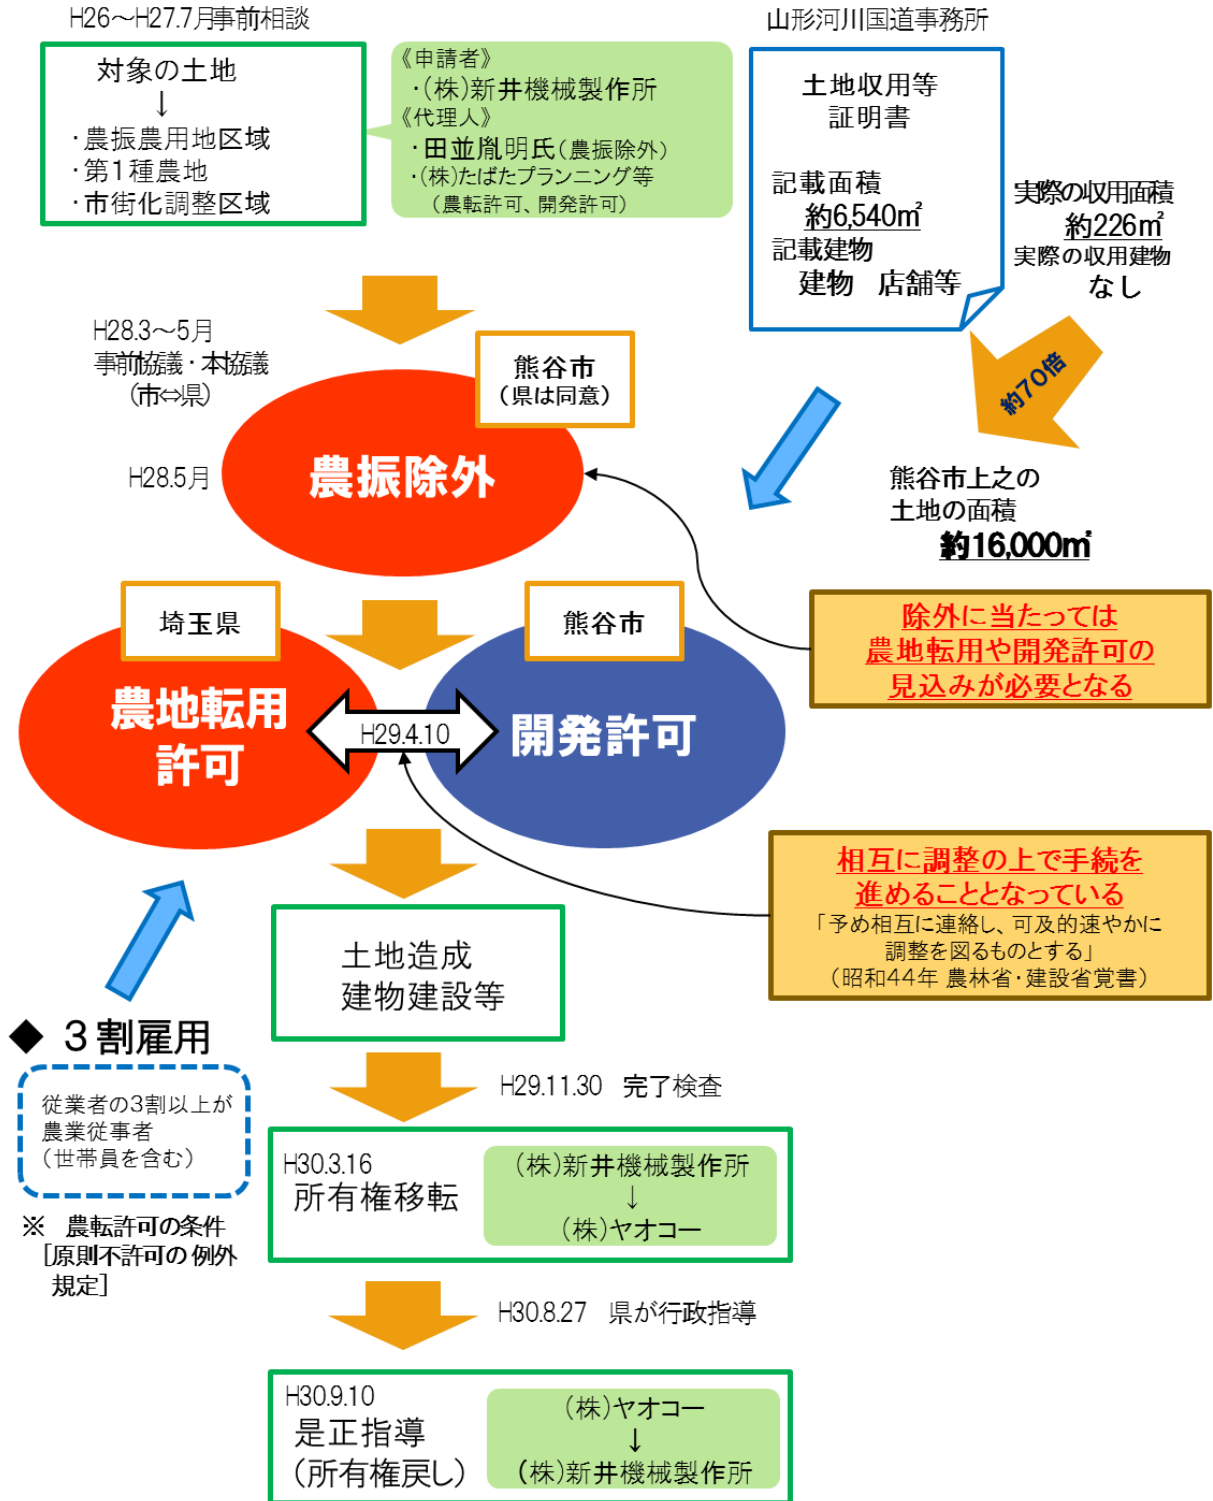 H26～H27.7月事前相談
対象の土地
↓
・農振農用地区域
・第1種農地
・市街化調整区域
《申請者》
・(株)新井機械製作所
《代理人》
・田並胤明氏(農振除外)
・(株)たばたプランニング等
(農転許可、開発許可)
山形河川国道事務所
土地収用等
証明書
記載面積
約6,540㎡
記載建物
建物　店舗等
実際の収用面積
約226㎡
実際の収用建物
なし
約70倍
熊谷市上之の
土地の面積
約16,000㎡
H28.3～5月
事前協議・本協議
(市⇔県)
熊谷市
(県は同意)
H28.5月
農振除外
除外に当たっては
農地転用や開発許可の
見込みが必要となる
埼玉県
農地転用
許可
H29.4.10
熊谷市
開発許可
相互に調整の上で手続を
進めることとなっている
「予め相互に連絡し、可及的速やかに
調整を図るものとする」
(昭和44年 農林省・建設省覚書)
土地造成
建物建設等
◆ 3割雇用
従業者の3割以上が
農業従事者
(世帯員を含む)
※　農転許可の条件
[原則不許可の例外
規定]
H29.11.30　完了検査
H30.3.16
所有権移転
(株)新井機械製作所
↓
(株)ヤオコー
H30.8.27　県が行政指導
H30.9.10
是正指導
(所有権戻し)
(株)ヤオコー
↓
(株)新井機械製作所